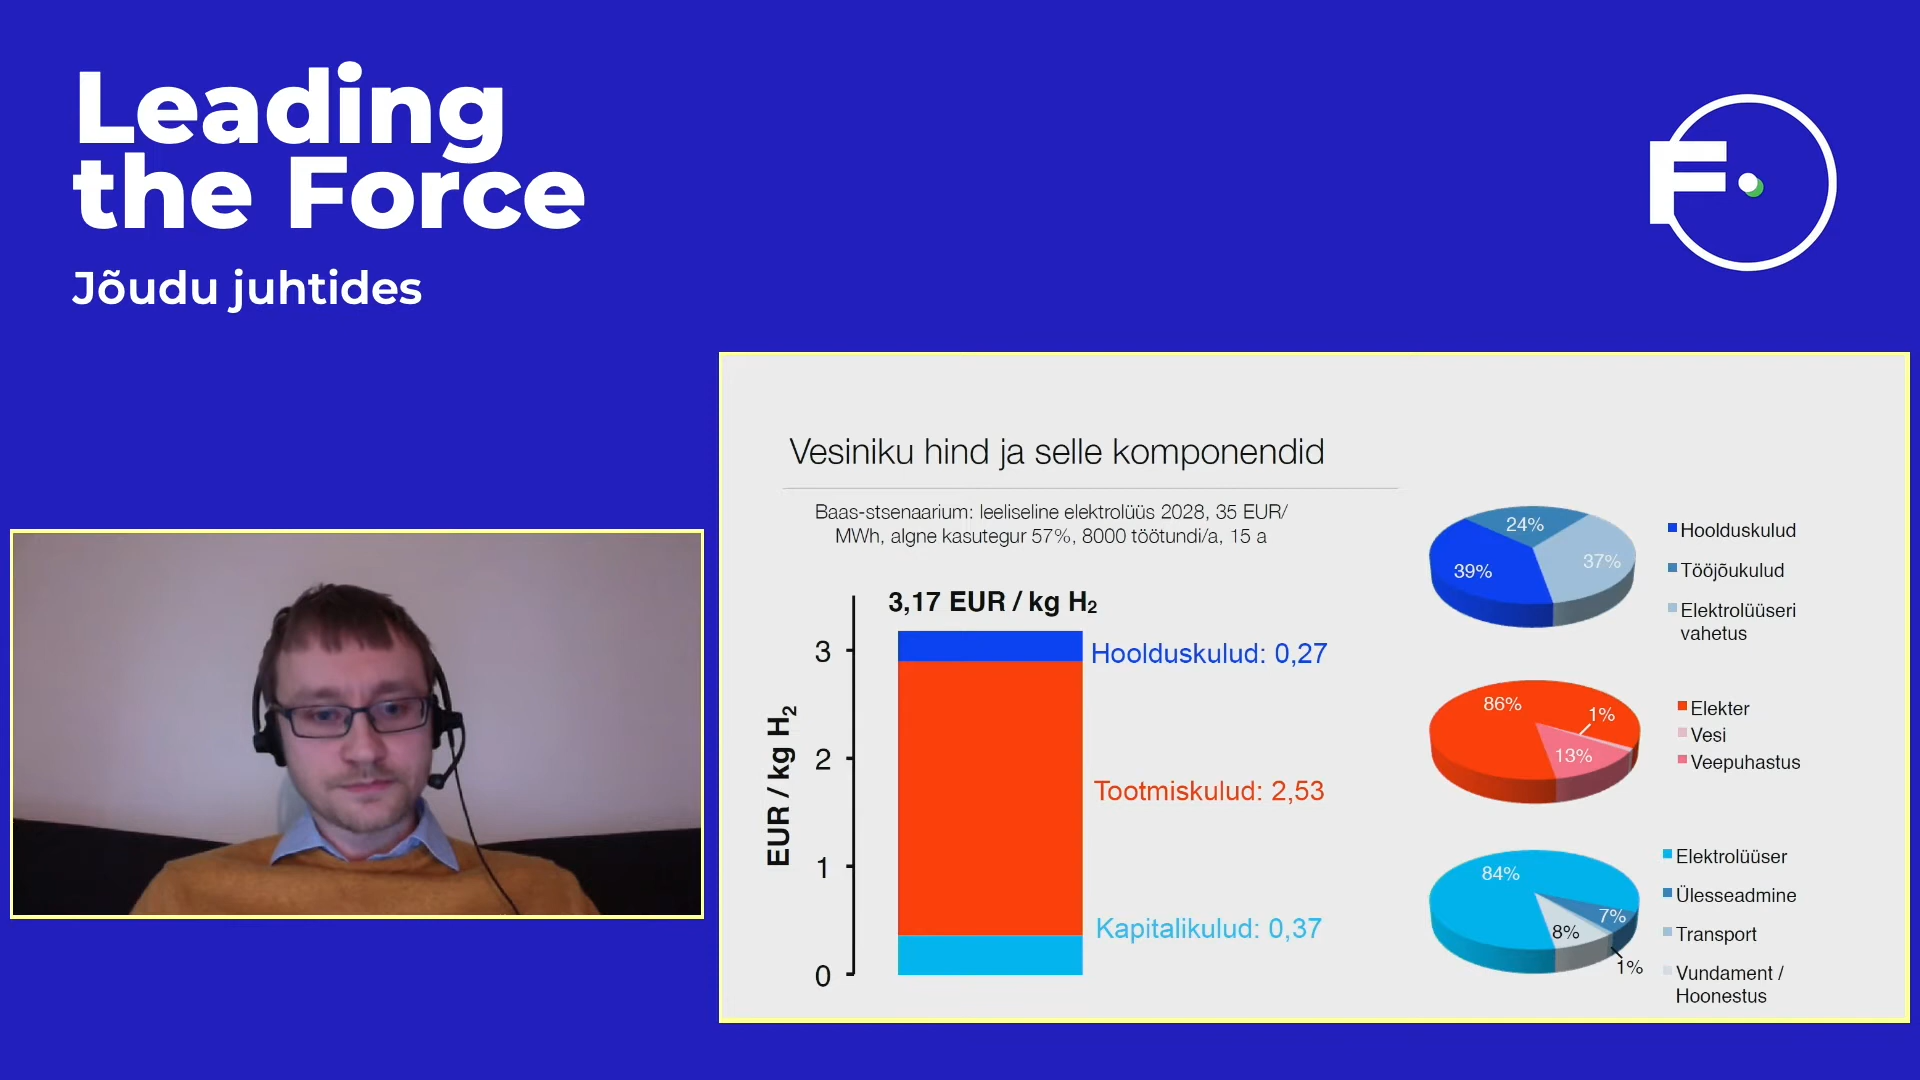 Leading
the Force
Jõudu juhtides
F
Vesiniku hind ja selle komponendid
Baas-stsenaarium: leeliseline elektrolüüs 2028, 35 EUR/
MWh, algne kasutegur 57%, 8000 töötundi/a, 15 a
3,17 EUR / kg H₂
EUR / kg H₂
3
2
1
0
Hoolduskulud: 0,27
Tootmiskulud: 2,53
Kapitalikulud: 0,37
24%
37%
39%
Hoolduskulud
Tööjõukulud
Elektrolüüseri
vahetus
86%
1%
13%
Elekter
Vesi
Veepuhastus
84%
7%
8%
1%
Elektrolüüser
Ülesseadmine
Transport
Vundament /
Hoonestus